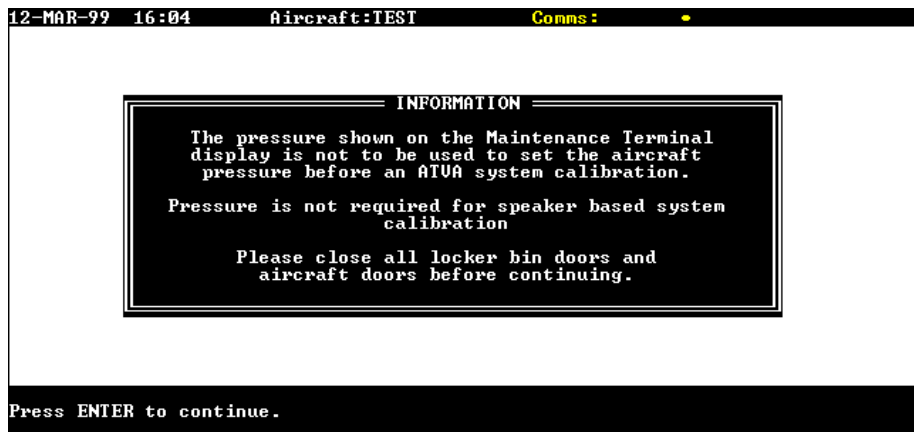 12-MAR-99 16:04 Aircraft:TEST Comms:
INFORMATION
The pressure shown on the Maintenance Terminal
display is not to be used to set the aircraft
pressure before an ATVA system calibration.
Pressure is not required for speaker based system
calibration
Please close all locker bin doors and
aircraft doors before continuing.
Press ENTER to continue.